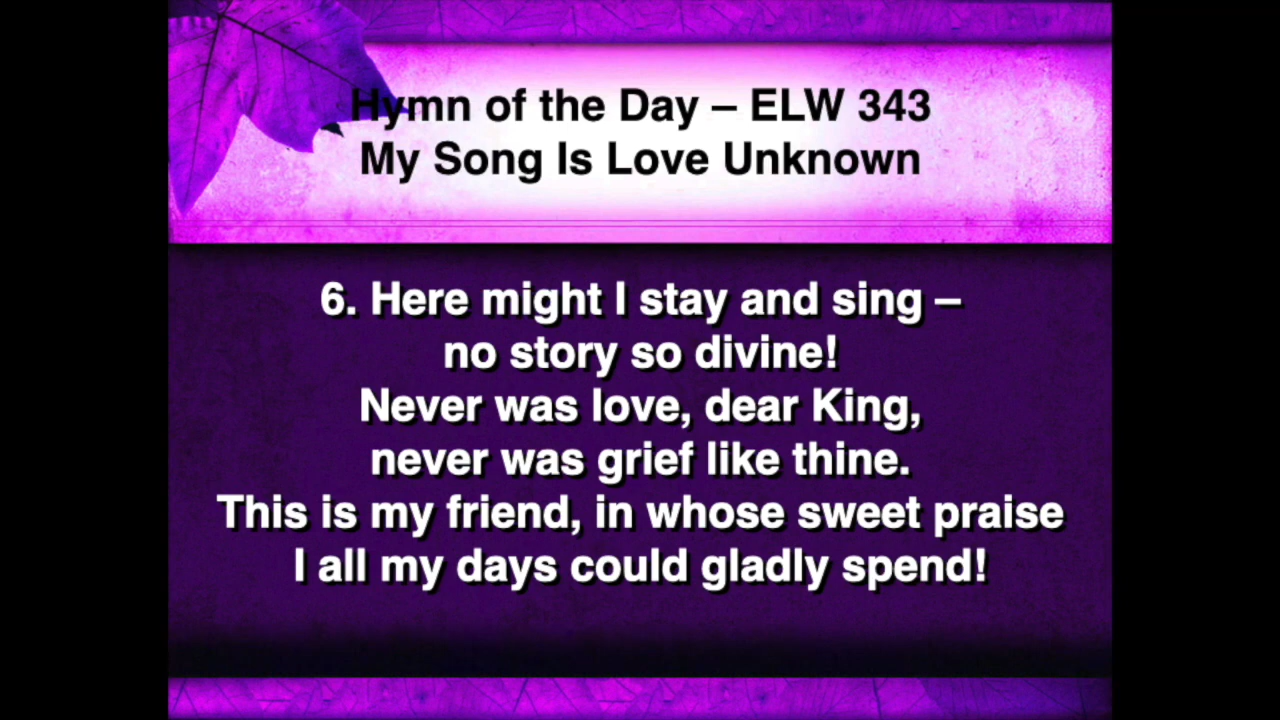 Hymn of the Day – ELW 343
My Song Is Love Unknown
6. Here might I stay and sing –
no story so divine!
Never was love, dear King,
never was grief like thine.
This is my friend, in whose sweet praise
I all my days could gladly spend!